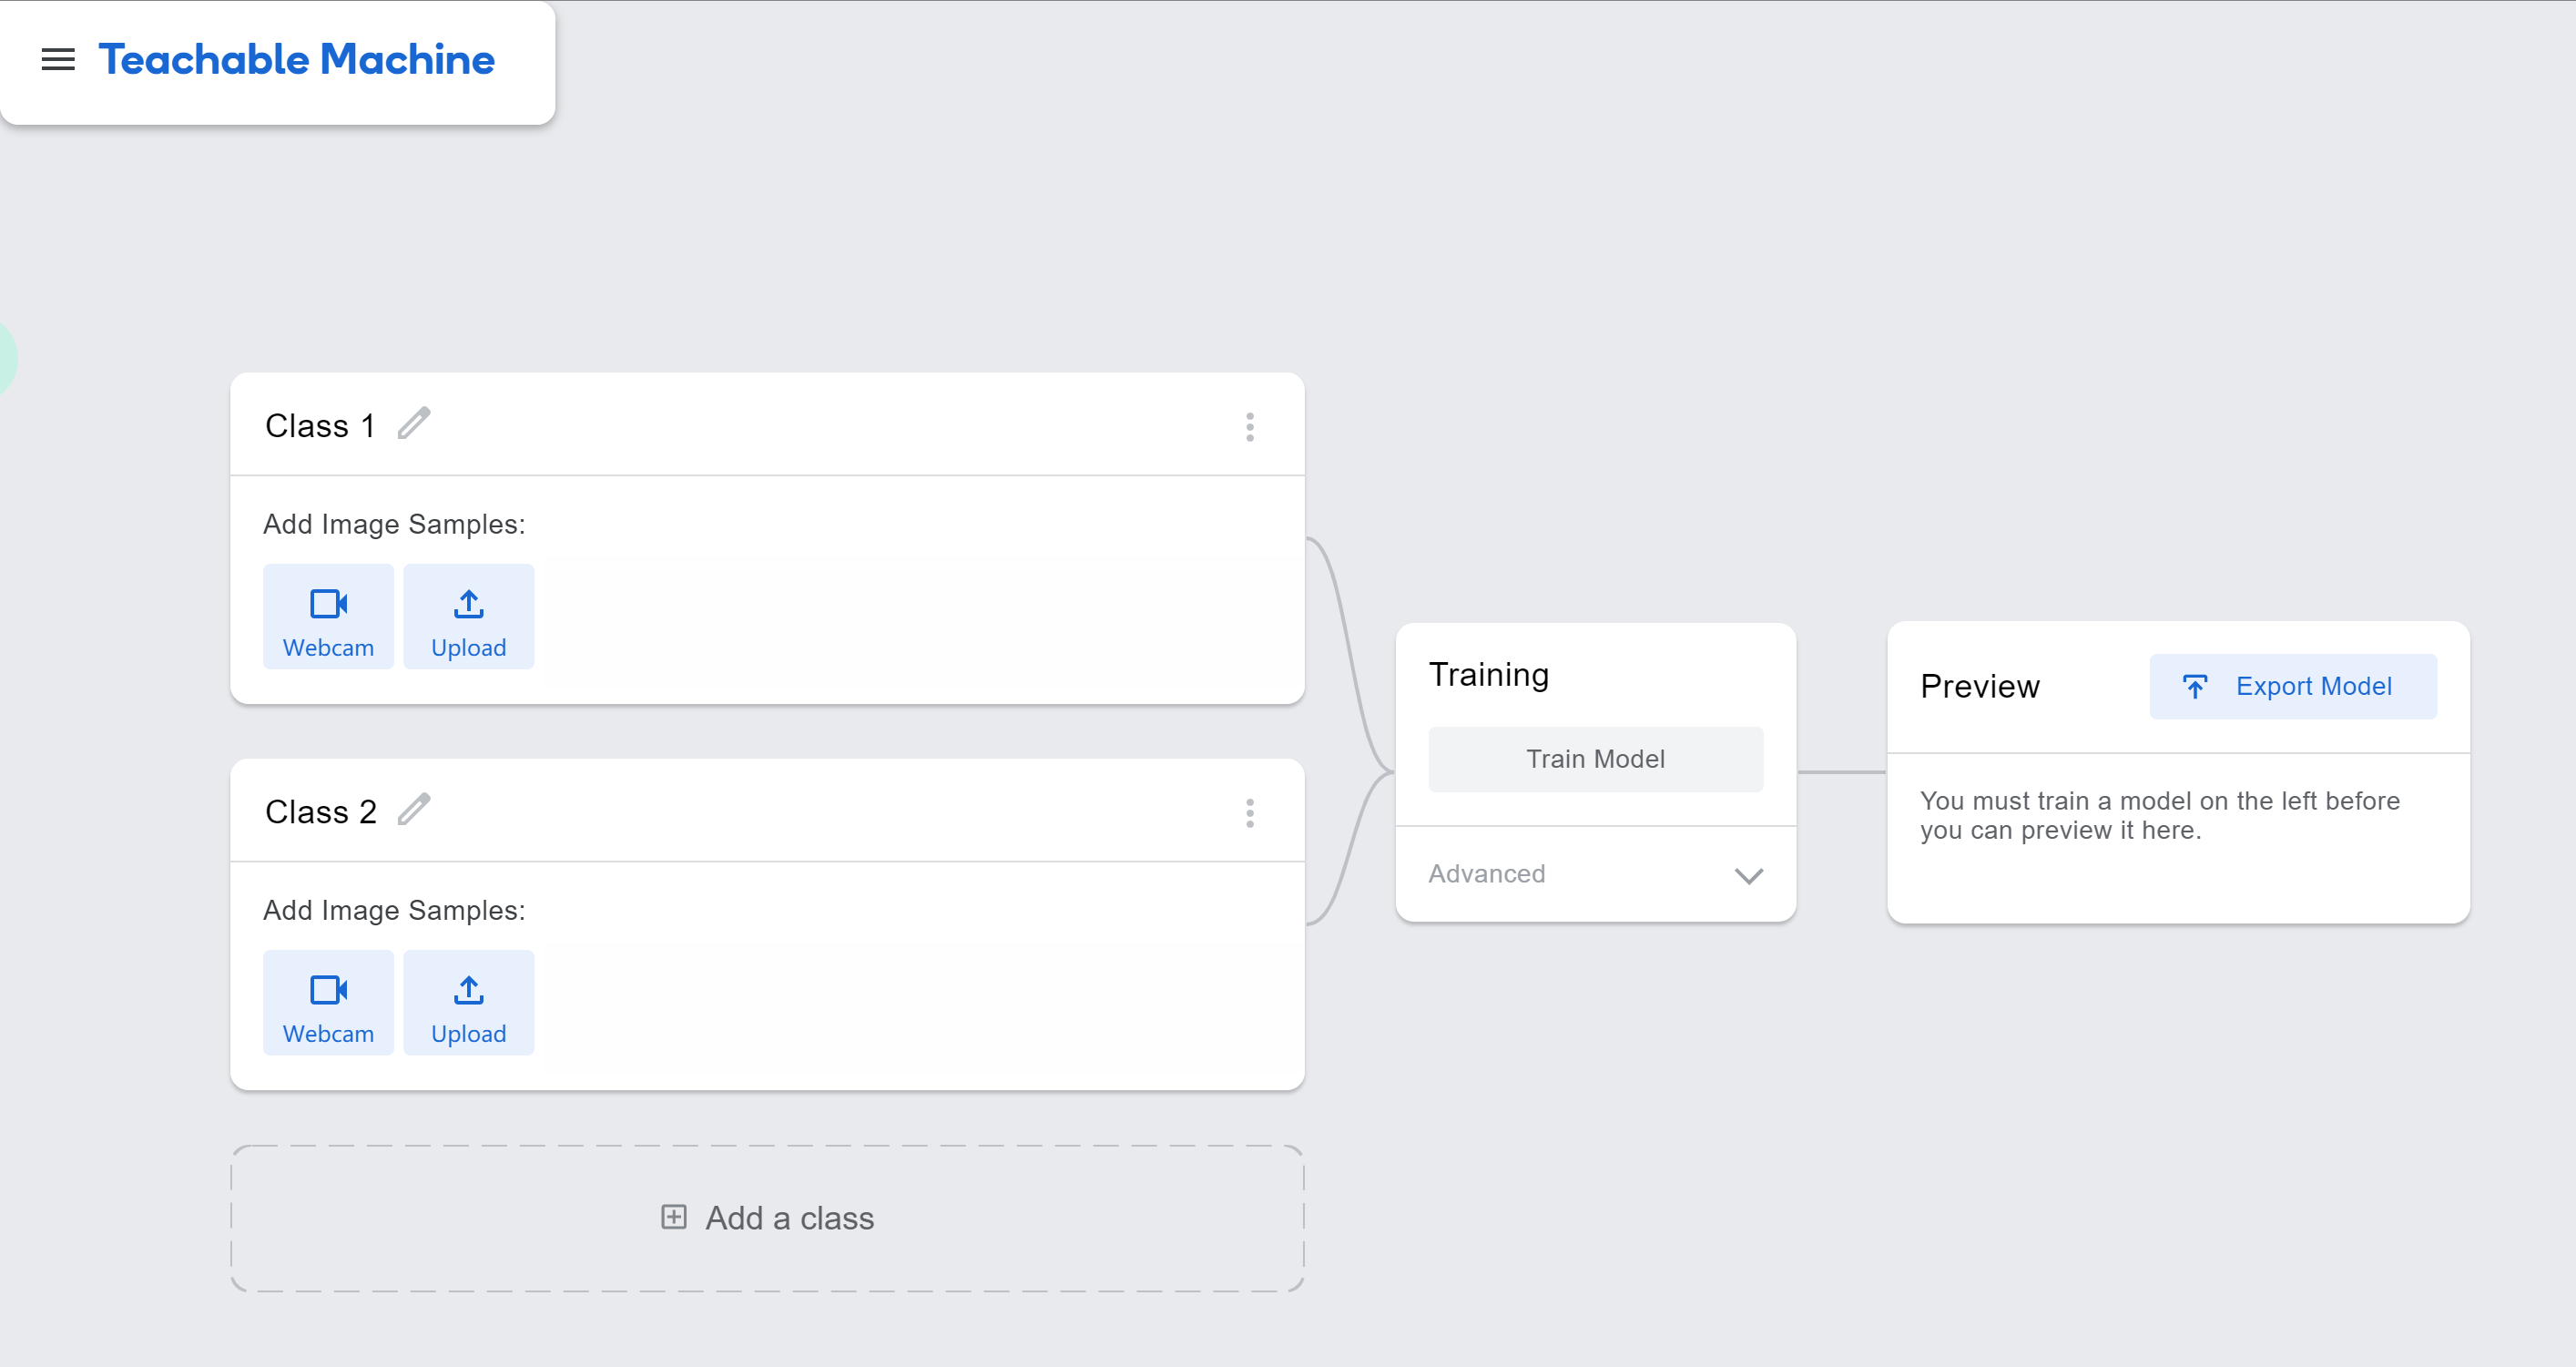 Teachable Machine
Class 1
Add Image Samples:
Webcam
Upload
Class 2
Add Image Samples:
Webcam
Upload
Add a class
Training
Train Model
Advanced
Preview
Export Model
You must train a model on the left before
you can preview it here.